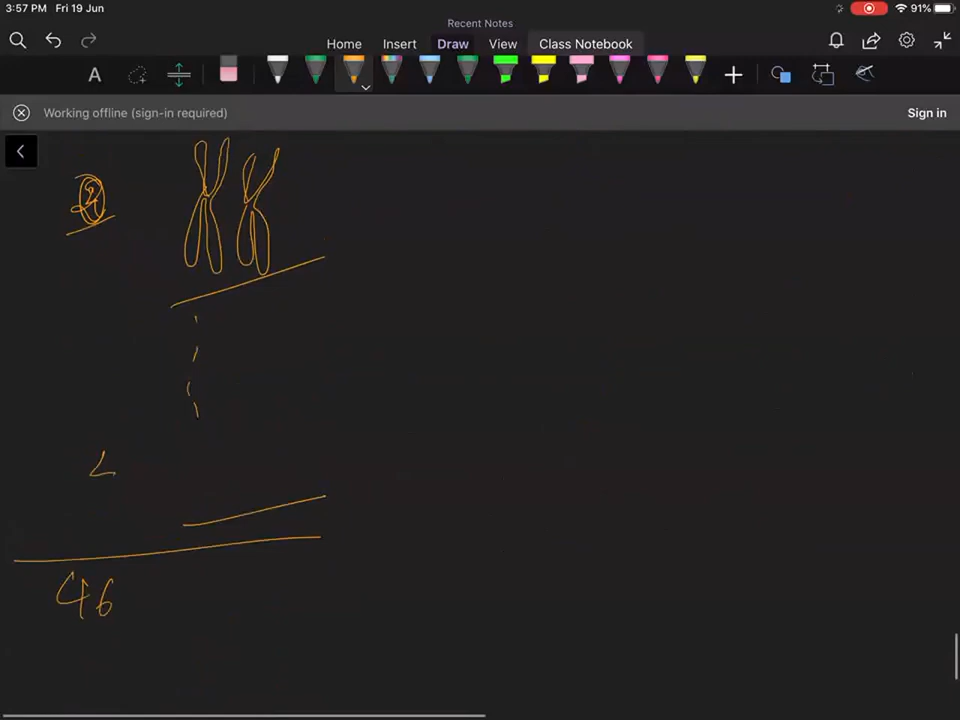 3:57 PM Fri 19 Jun
91%
Recent Notes
Home Insert Draw View Class Notebook
A
Working offline (sign-in required)
Sign in
46